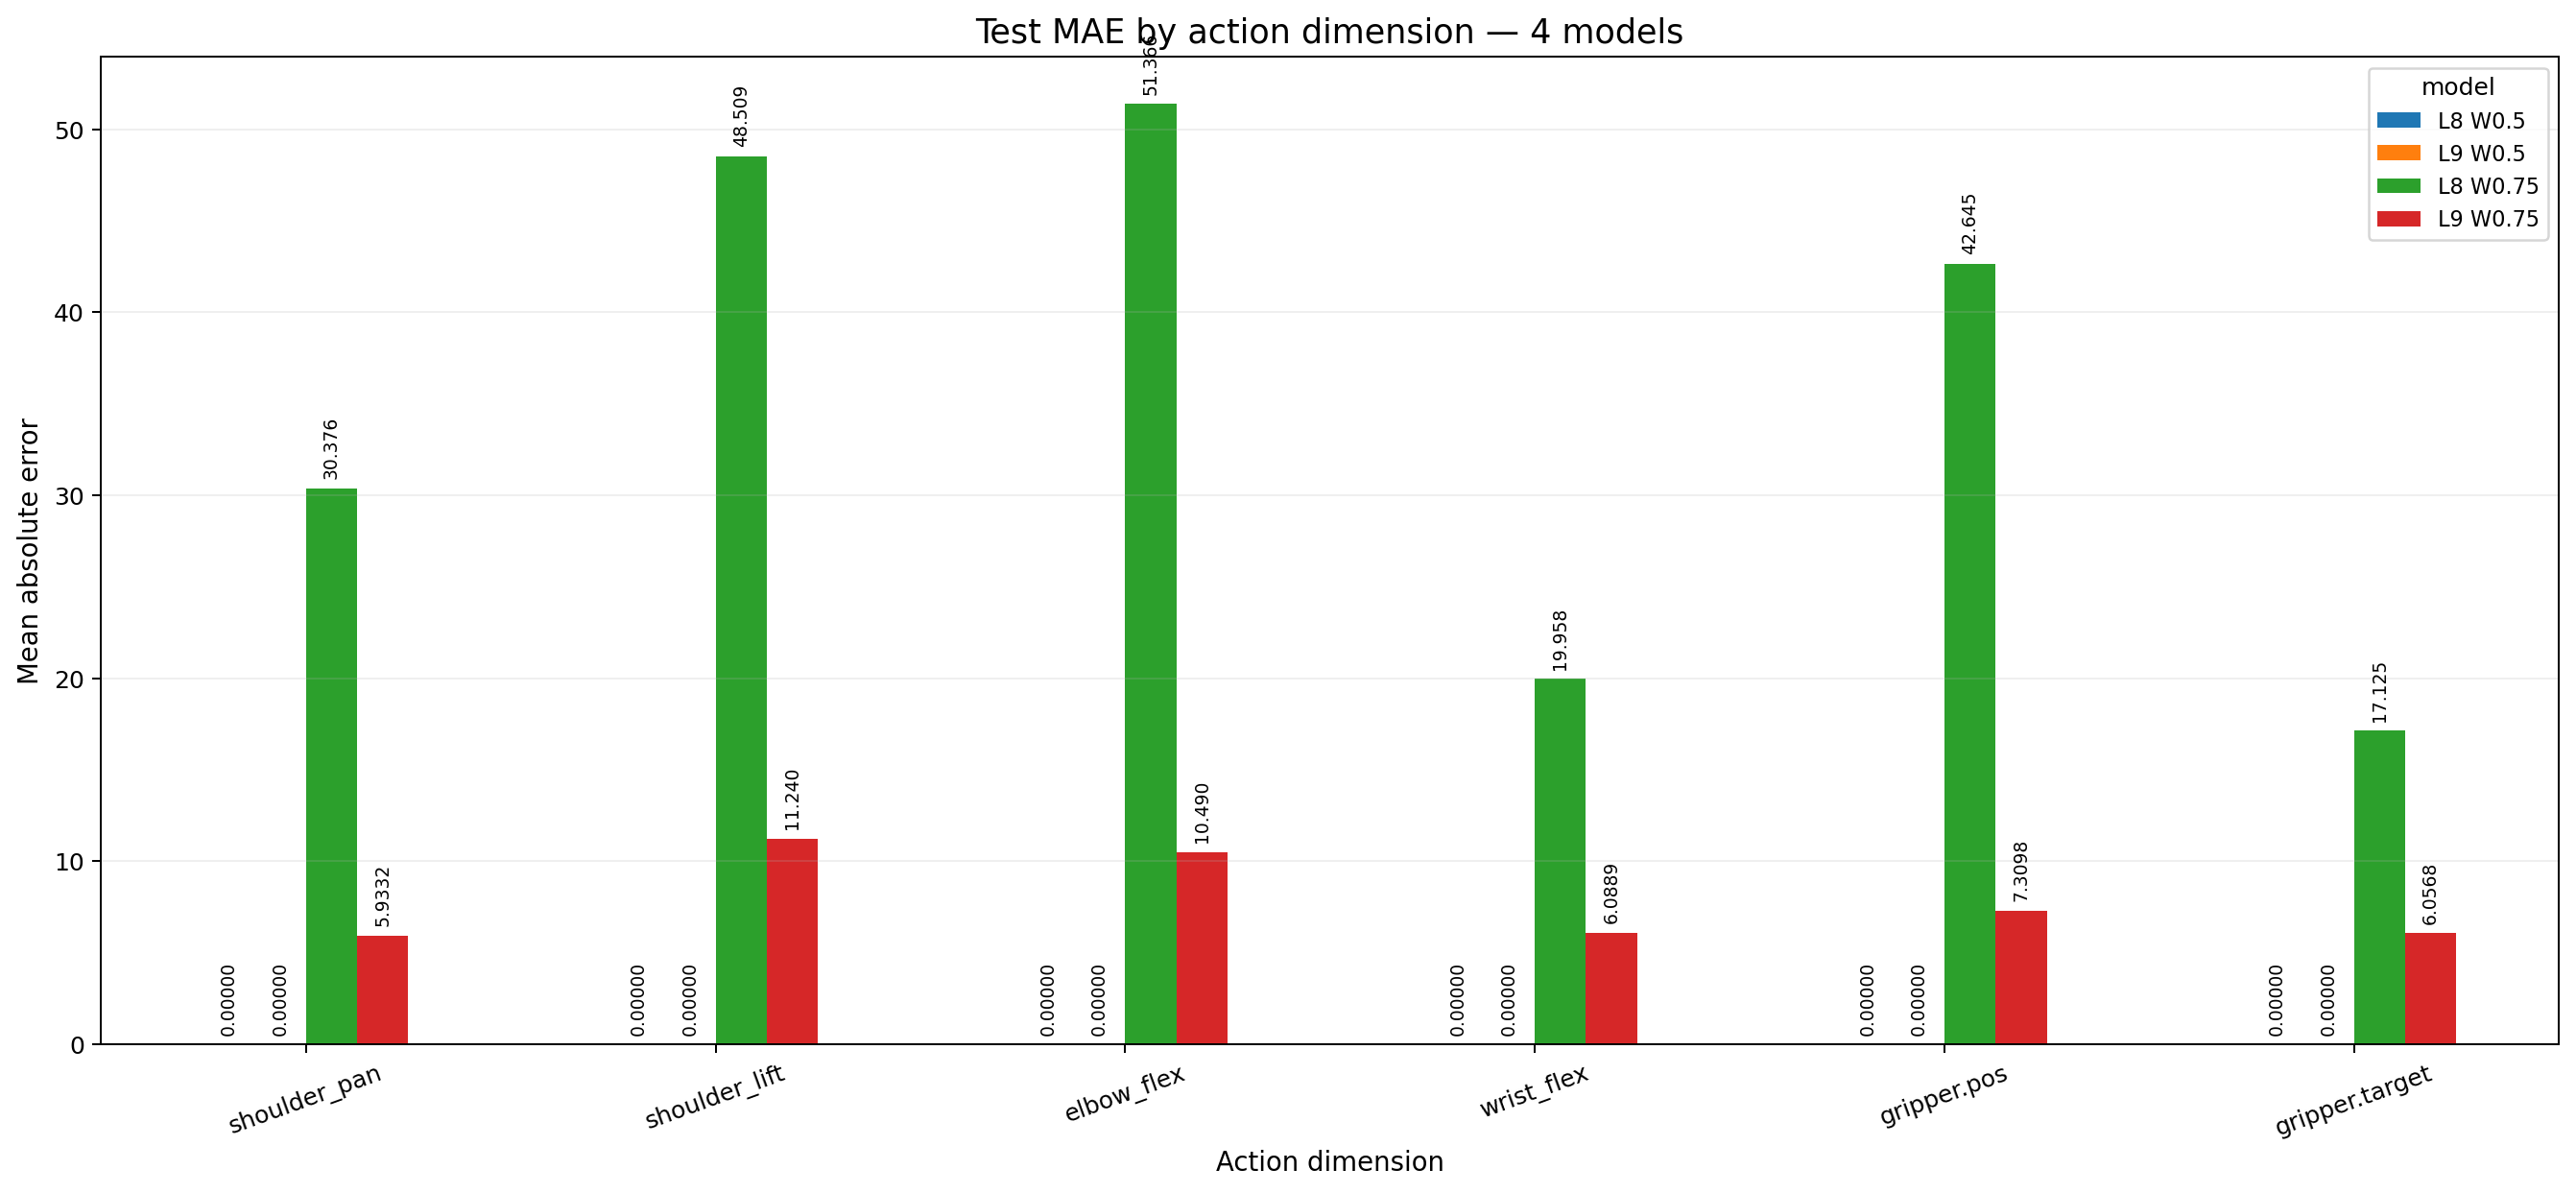 Test MAE by action dimension — 4 models
Mean absolute error
50
40
30
20
10
0
model
L8 W0.5
L9 W0.5
L8 W0.75
L9 W0.75
0.00000
0.00000
30.376
5.9332
0.00000
0.00000
48.509
11.240
0.00000
0.00000
51.366
10.490
0.00000
0.00000
19.958
6.0889
0.00000
0.00000
42.645
7.3098
0.00000
0.00000
17.125
6.0568
shoulder_pan
shoulder_lift
elbow_flex
wrist_flex
gripper.pos
gripper.target
Action dimension